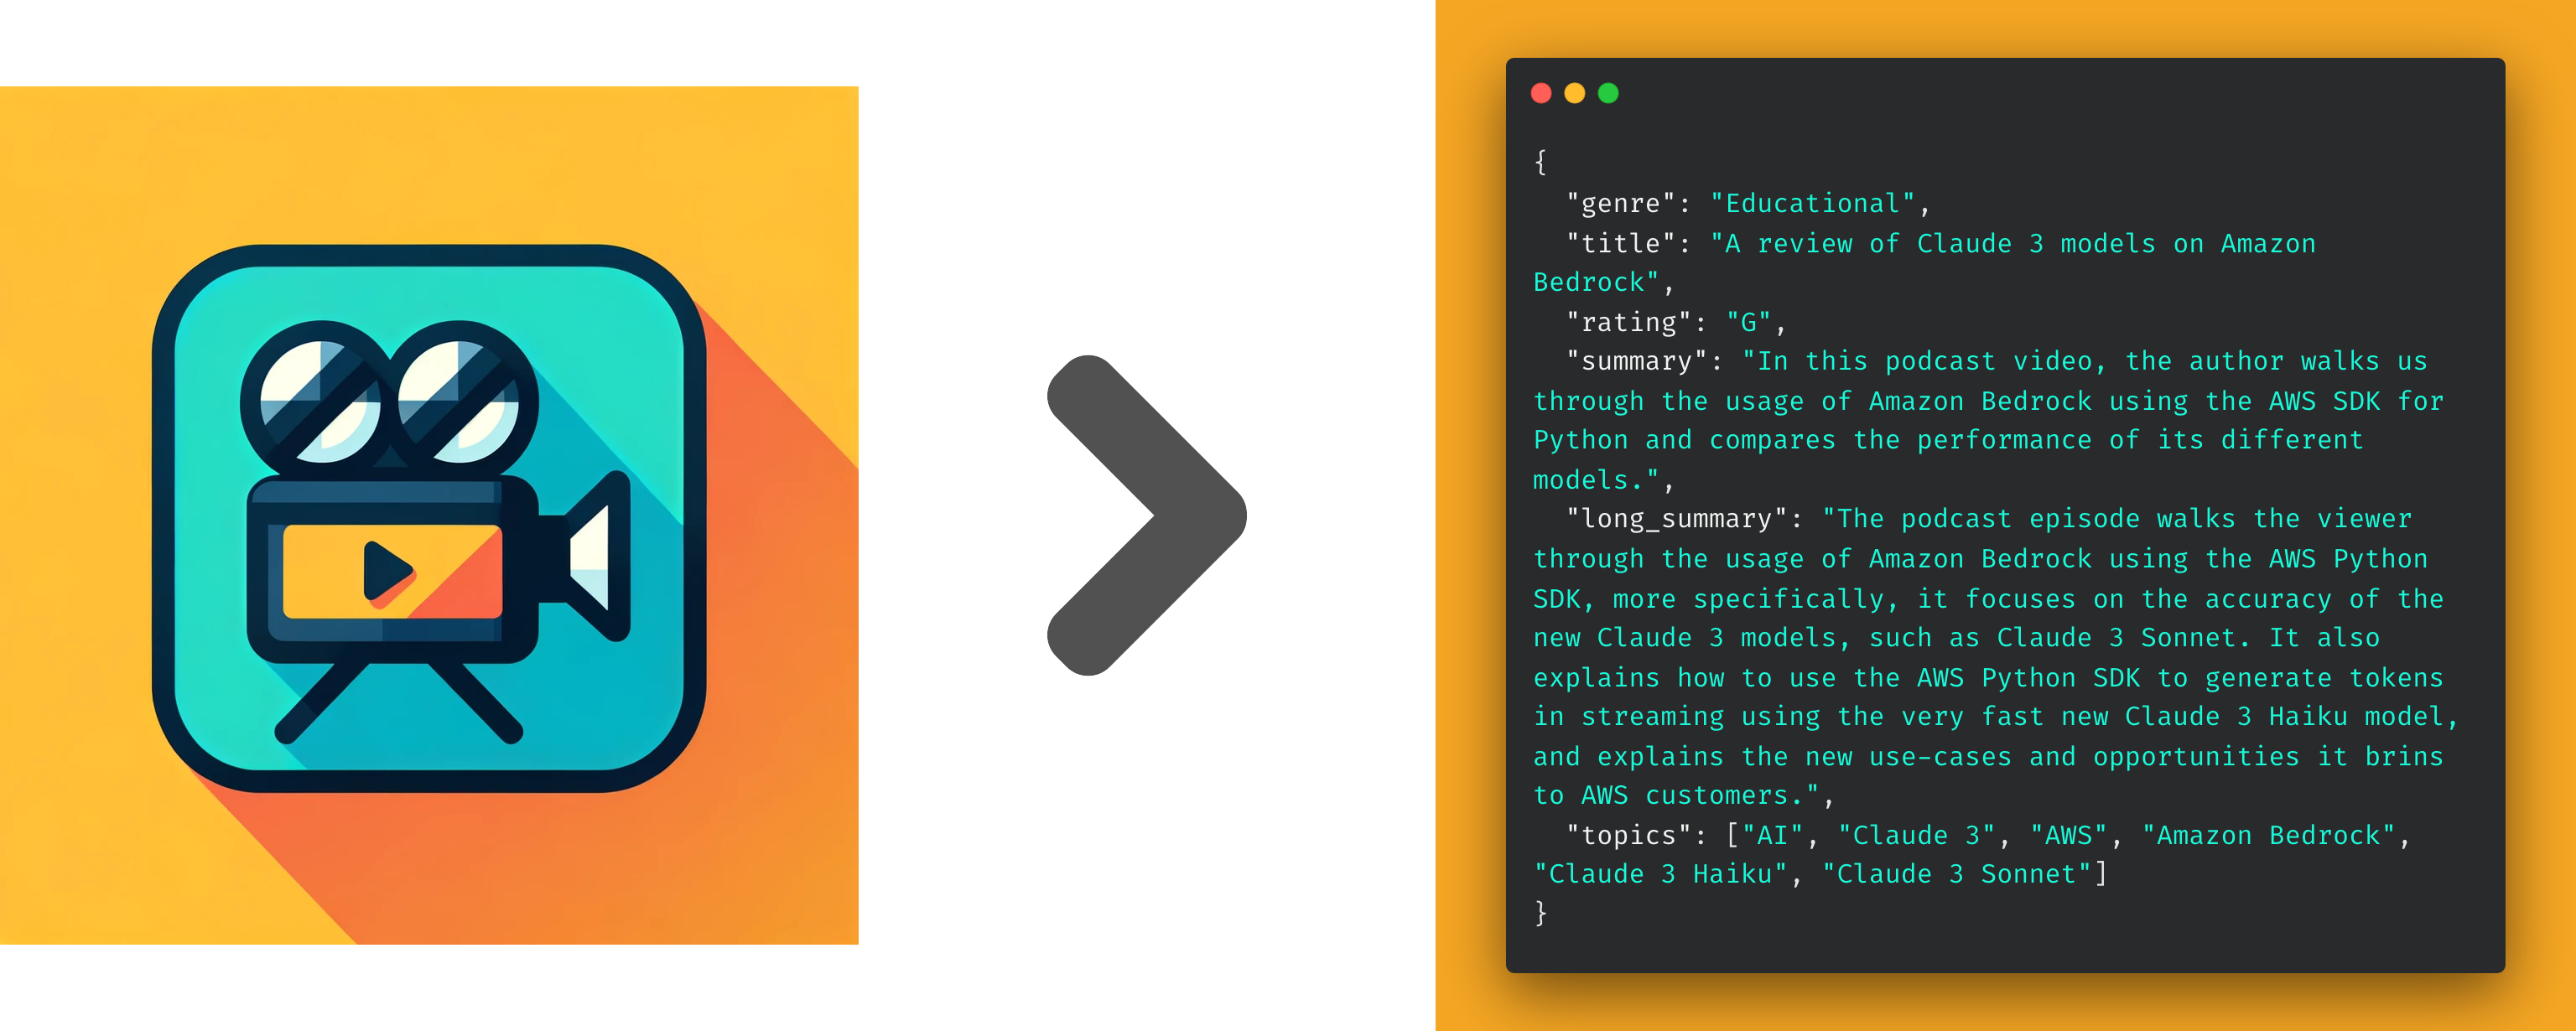 {
"genre": "Educational",
"title": "A review of Claude 3 models on Amazon
Bedrock",
"rating": "G",
"summary": "In this podcast video, the author walks us
through the usage of Amazon Bedrock using the AWS SDK for
Python and compares the performance of its different
models.",
"long_summary": "The podcast episode walks the viewer
through the usage of Amazon Bedrock using the AWS Python
SDK, more specifically, it focuses on the accuracy of the
new Claude 3 models, such as Claude 3 Sonnet. It also
explains how to use the AWS Python SDK to generate tokens
in streaming using the very fast new Claude 3 Haiku model,
and explains the new use-cases and opportunities it brins
to AWS customers.",
"topics": ["AI", "Claude 3", "AWS", "Amazon Bedrock",
"Claude 3 Haiku", "Claude 3 Sonnet"]
}